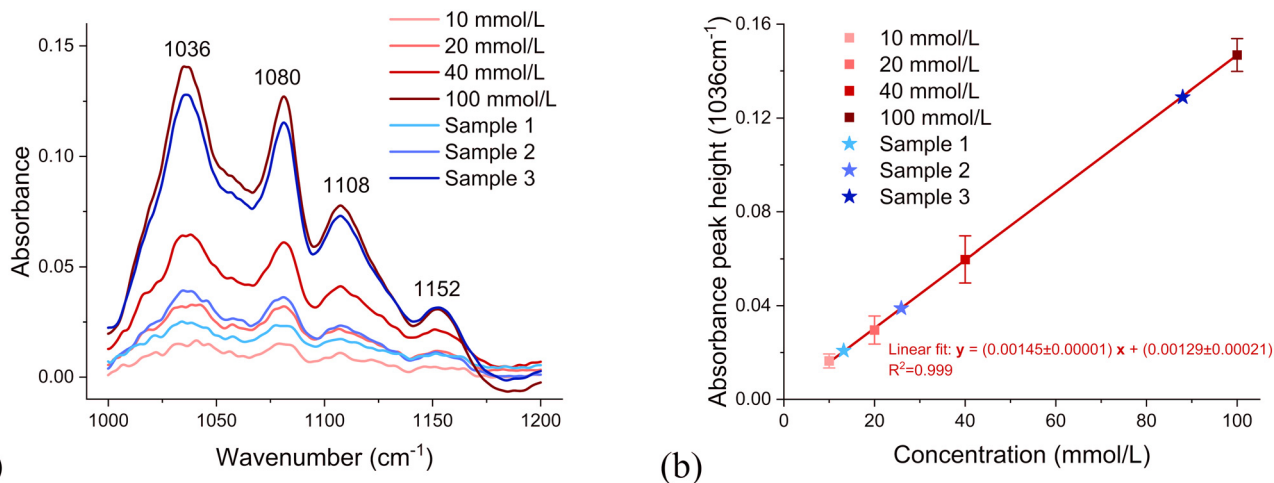 10 mmol/L
20 mmol/L
40 mmol/L
100 mmol/L
Sample 1
Sample 2
Sample 3
1036
1080
1108
1152
0.15
0.10
0.05
0.00
Absorbance
1000
1050
1100
1150
1200
Wavenumber (cm⁻¹)
)
10 mmol/L
20 mmol/L
40 mmol/L
100 mmol/L
Sample 1
Sample 2
Sample 3
0.16
0.12
0.08
0.04
0.00
Absorbance peak height (1036cm⁻¹)
Linear fit: y = (0.00145±0.00001) x + (0.00129±0.00021)
R²=0.999
0
20
40
60
80
100
Concentration (mmol/L)
(b)